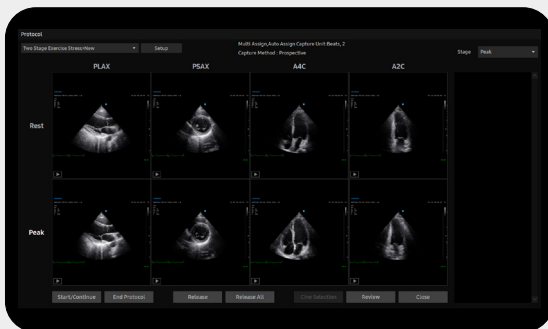 Protocol
Two Stage Exercise Stress*New
Setup
Multi Assign,Auto Assign Capture Unit:Beats, 2
Capture Method : Prospective
Stage
Peak
PLAX PSAX A4C A2C
Rest
Peak
Start/Continue End Protocol Release Release All Cine Selection Review Close